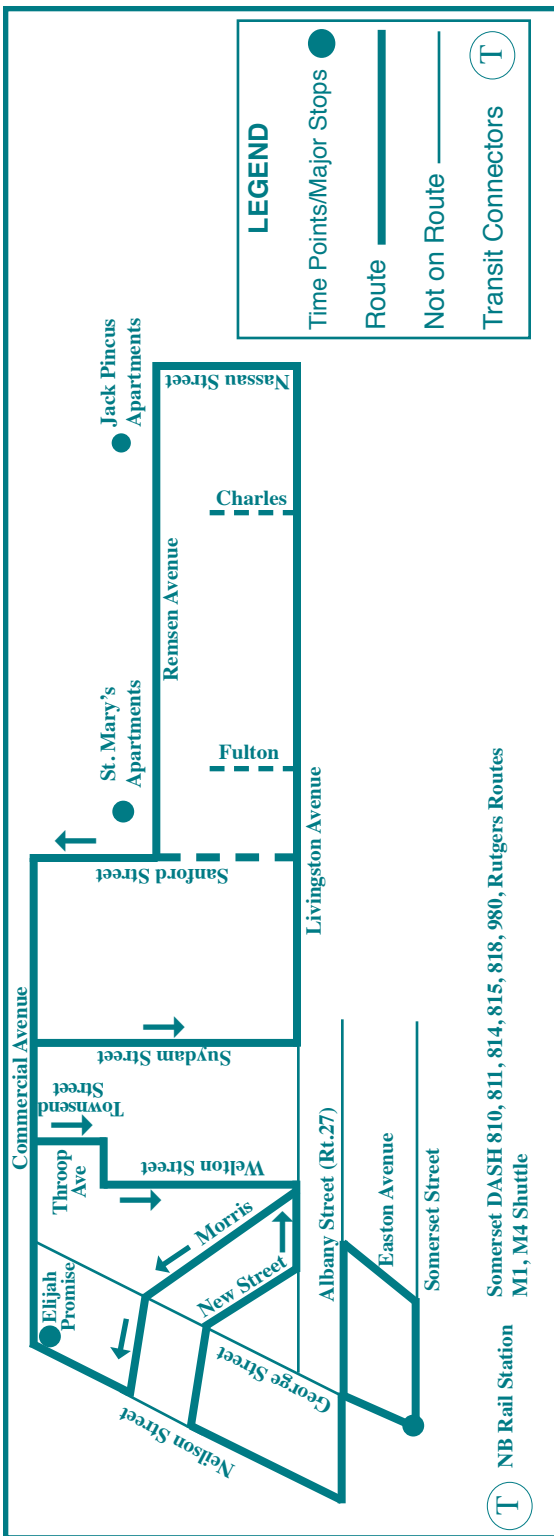 LEGEND
Time Points/Major Stops
Route
Not on Route
Transit Connectors
T
Jack Pincus
Apartments
Nassau Street
Charles
Remsen Avenue
St. Mary's
Apartments
Fulton
Sanford Street
Livingston Avenue
Commercial Avenue
Suydam Street
Townsend
Street
Throop
Ave
Welton Street
Morris
New Street
Elijah
Promise
George Street
Neilson Street
Albany Street (Rt.27)
Easton Avenue
Somerset Street
T
NB Rail Station
Somerset DASH 810, 811, 814, 815, 818, 980, Rutgers Routes
M1, M4 Shuttle